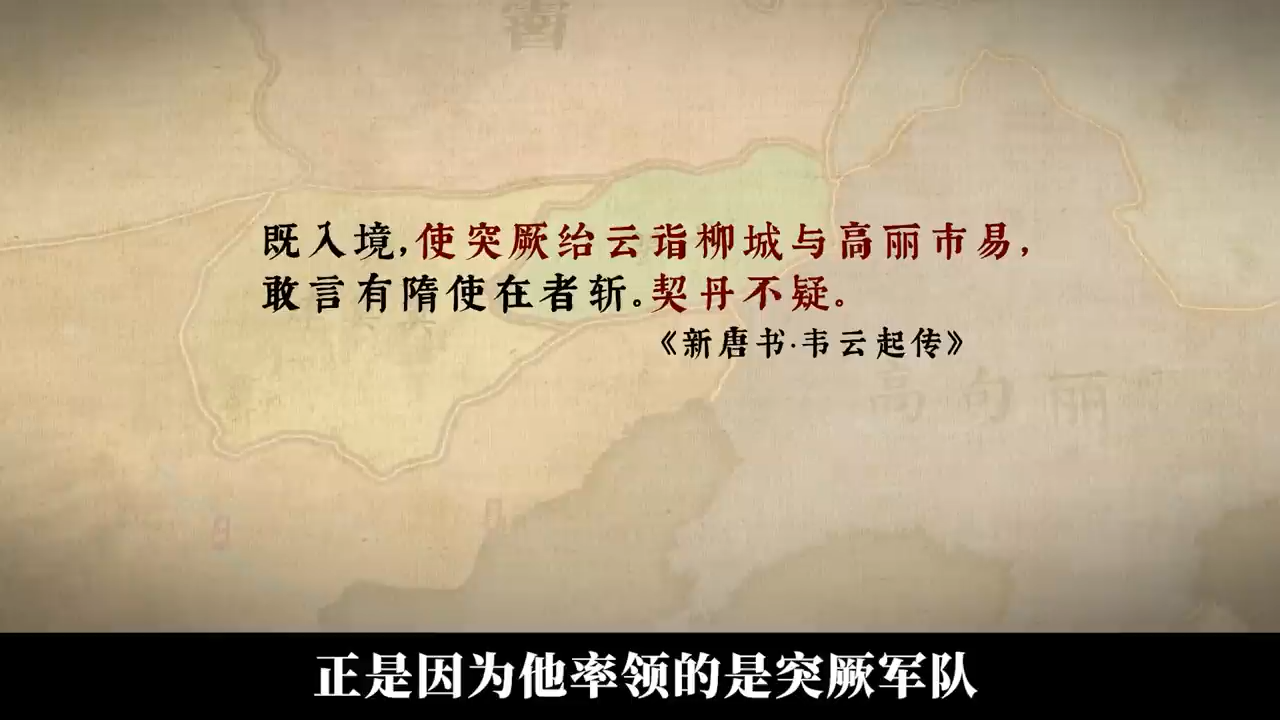 既入境,使突厥绐云诣柳城与高丽市易,
敢言有隋使在者斩。契丹不疑。
《新唐书·韦云起传》
高句丽
正是因为他率领的是突厥军队